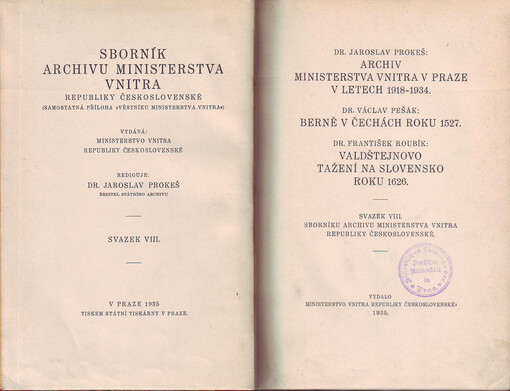 SBORNÍK
ARCHIVU MINISTERSTVA
VNITRA
REPUBLIKY ČESKOSLOVENSKÉ
(SAMOSTATNÁ PŘÍLOHA »VĚSTNÍKU MINISTERSTVA VNITRA«)
VYDÁVÁ:
MINISTERSTVO VNITRA
REPUBLIKY ČESKOSLOVENSKÉ
REDIGUJE:
DR. JAROSLAV PROKEŠ
ŘEDITEL STÁTNÍHO ARCHIVU
SVAZEK VIII.
V PRAZE 1935
TISKEM STÁTNÍ TISKÁRNY V PRAZE.
DR. JAROSLAV PROKEŠ:
ARCHIV
MINISTERSTVA VNITRA V PRAZE
V LETECH 1918-1934.
DR. VÁCLAV PEŠÁK:
BERNĚ V ČECHÁCH ROKU 1527.
DR. FRANTIŠEK ROUBÍK:
VALDŠTEJNOVO
TAŽENÍ NA SLOVENSKO
ROKU 1626.
SVAZEK VIII.
SBORNÍKU ARCHIVU MINISTERSTVA VNITRA
REPUBLIKY ČESKOSLOVENSKÉ.
in
Prag
VYDALO
MINISTERSTVO VNITRA REPUBLIKY ČESKOSLOVENSKÉ
1935.